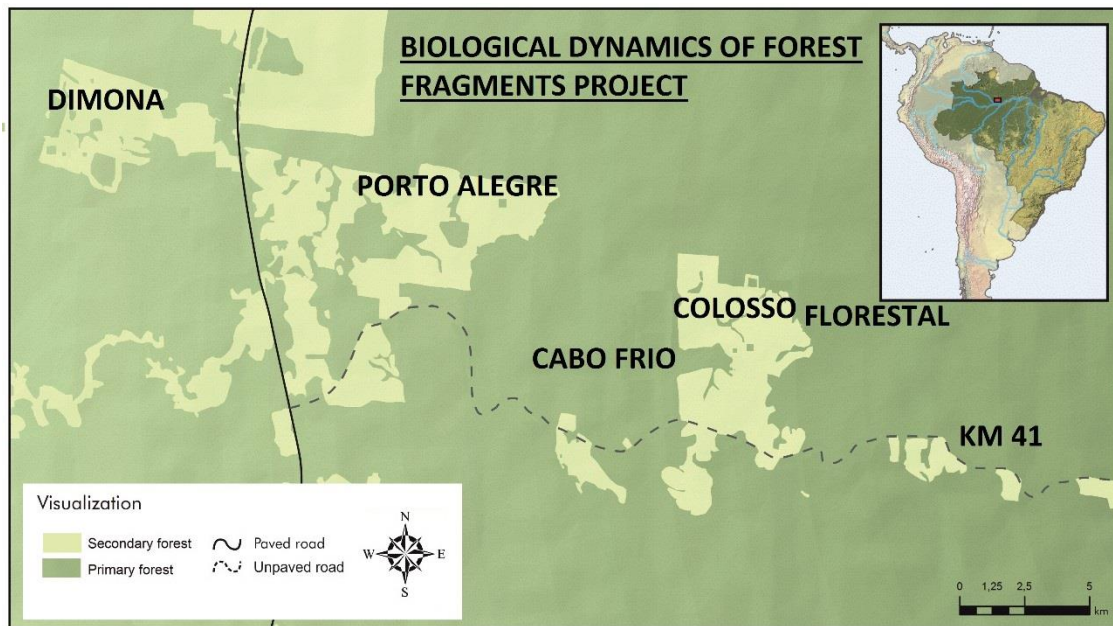 BIOLOGICAL DYNAMICS OF FOREST
FRAGMENTS PROJECT
DIMONA
PORTO ALEGRE
COLOSSO
FLORESTAL
CABO FRIO
KM 41
Visualization
Secondary forest
Paved road
Primary forest
Unpaved road
N
W
E
S
0 1,25 2,5 5
km